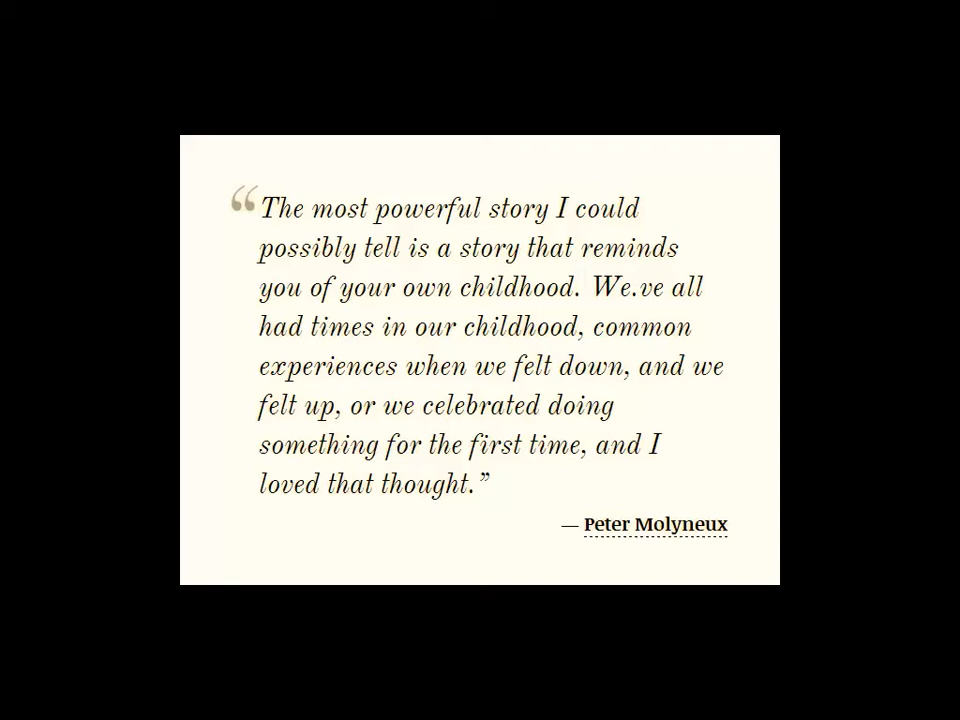 “The most powerful story I could
possibly tell is a story that reminds
you of your own childhood. We.ve all
had times in our childhood, common
experiences when we felt down, and we
felt up, or we celebrated doing
something for the first time, and I
loved that thought.”
— Peter Molyneux